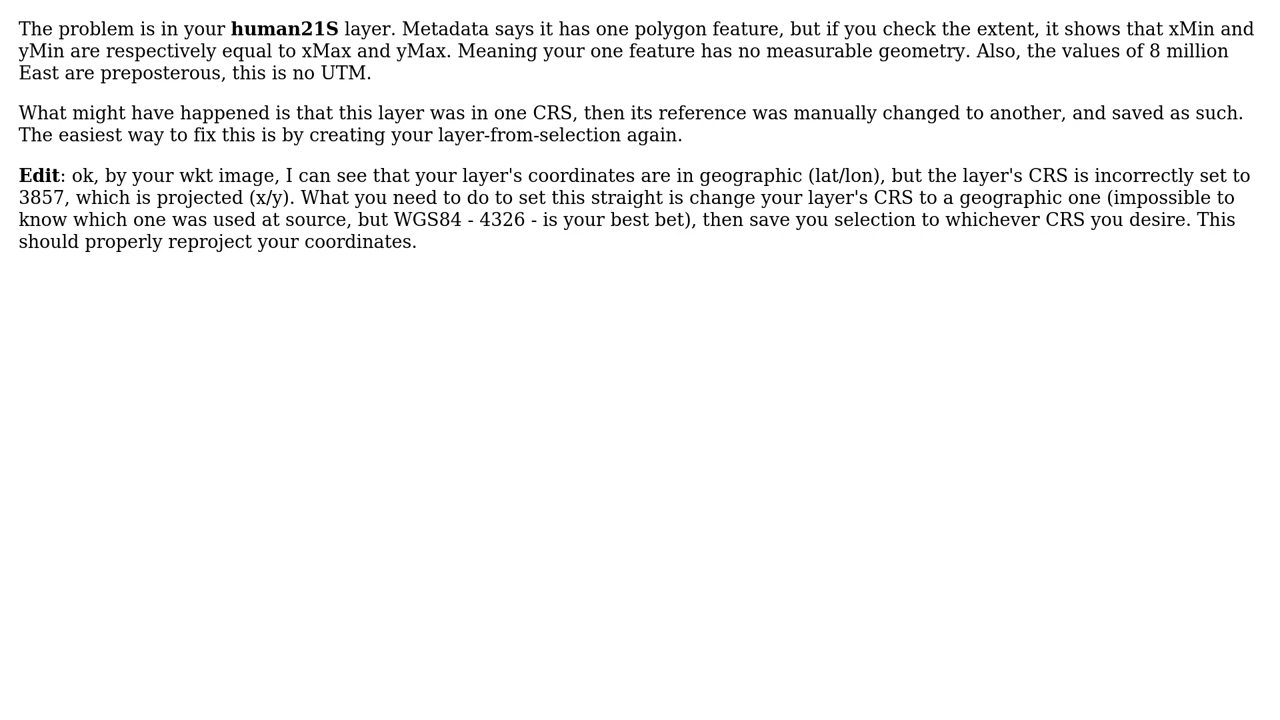 The problem is in your human21S layer. Metadata says it has one polygon feature, but if you check the extent, it shows that xMin and
yMin are respectively equal to xMax and yMax. Meaning your one feature has no measurable geometry. Also, the values of 8 million
East are preposterous, this is no UTM.
What might have happened is that this layer was in one CRS, then its reference was manually changed to another, and saved as such.
The easiest way to fix this is by creating your layer-from-selection again.
Edit: ok, by your wkt image, I can see that your layer's coordinates are in geographic (lat/lon), but the layer's CRS is incorrectly set to
3857, which is projected (x/y). What you need to do to set this straight is change your layer's CRS to a geographic one (impossible to
know which one was used at source, but WGS84 - 4326 - is your best bet), then save you selection to whichever CRS you desire. This
should properly reproject your coordinates.